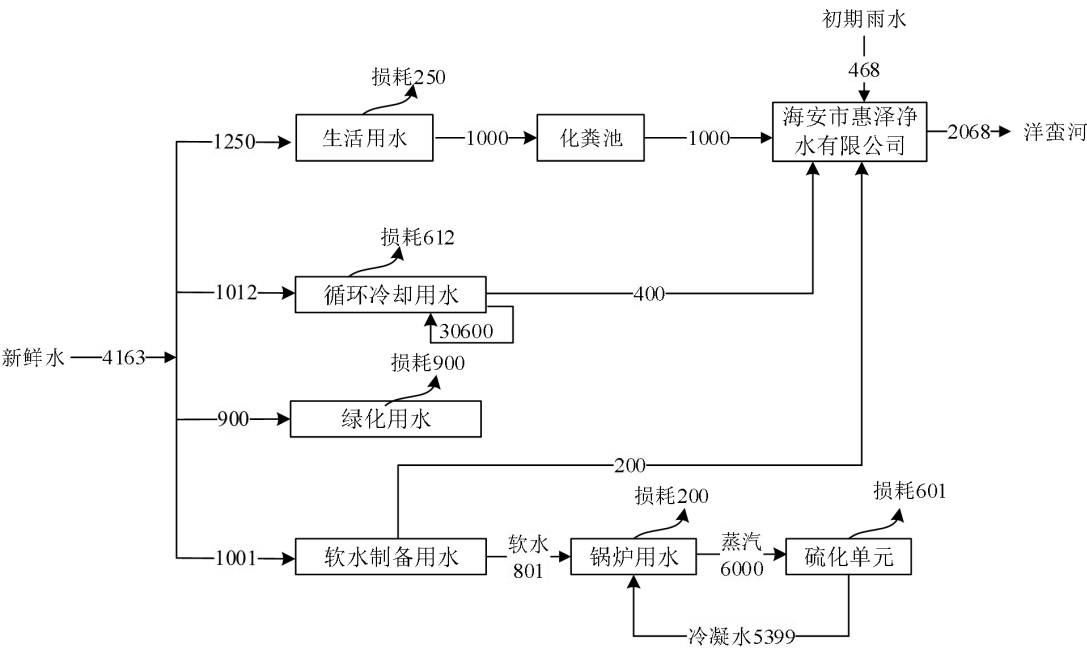 初期雨水
468
损耗250
1250
生活用水
1000
化粪池
1000
海安市惠泽净
水有限公司
2068
洋蛮河
损耗612
1012
循环冷却用水
400
30600
新鲜水
4163
损耗900
900
绿化用水
200
损耗200
损耗601
1001
软水制备用水
软水
801
锅炉用水
蒸汽
6000
硫化单元
冷凝水5399